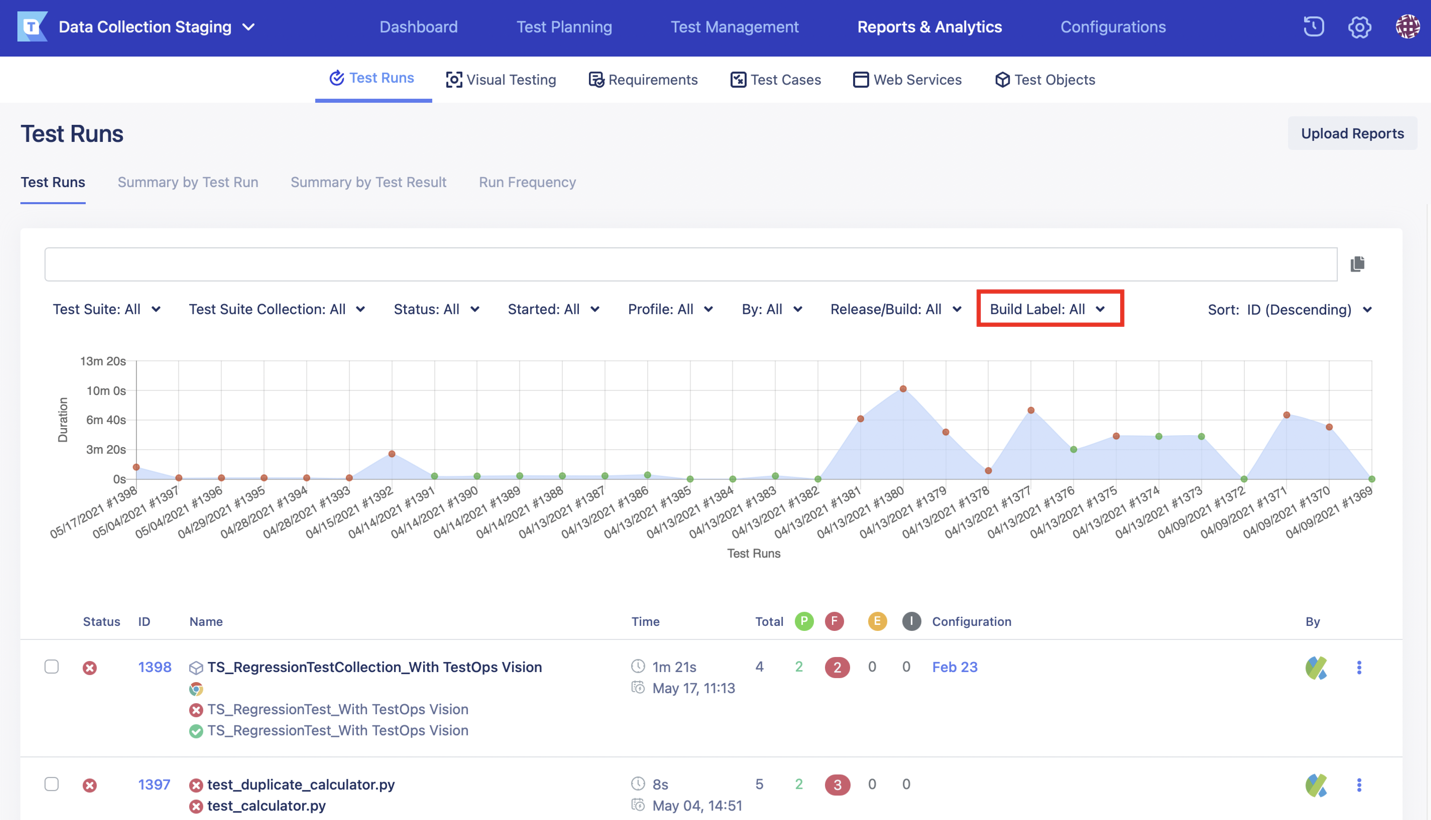 T Data Collection Staging Dashboard Test Planning Test Management Reports & Analytics Configurations
Test Runs Visual Testing Requirements Test Cases Web Services Test Objects
Test Runs Upload Reports
Test Runs Summary by Test Run Summary by Test Result Run Frequency
Test Suite: All Test Suite Collection: All Status: All Started: All Profile: All By: All Release/Build: All Build Label: All Sort: ID (Descending)
Duration
13m 20s
10m 0s
6m 40s
3m 20s
0s
05/17/2021 #1398
05/04/2021 #1397
05/04/2021 #1396
04/29/2021 #1395
04/28/2021 #1394
04/28/2021 #1393
04/15/2021 #1392
04/14/2021 #1391
04/14/2021 #1390
04/14/2021 #1389
04/14/2021 #1388
04/13/2021 #1387
04/13/2021 #1386
04/13/2021 #1385
04/13/2021 #1384
04/13/2021 #1383
04/13/2021 #1382
04/13/2021 #1381
04/13/2021 #1380
04/13/2021 #1379
04/13/2021 #1378
04/13/2021 #1377
04/13/2021 #1376
04/13/2021 #1375
04/13/2021 #1374
04/13/2021 #1373
04/09/2021 #1372
04/09/2021 #1371
04/09/2021 #1370
04/09/2021 #1369
Test Runs
Status ID Name Time Total P F E I Configuration By
1398 TS_RegressionTestCollection_With TestOps Vision 1m 21s 4 2 2 0 0 Feb 23
May 17, 11:13
TS_RegressionTest_With TestOps Vision
TS_RegressionTest_With TestOps Vision
1397 test_duplicate_calculator.py 8s 5 2 3 0 0
test_calculator.py May 04, 14:51